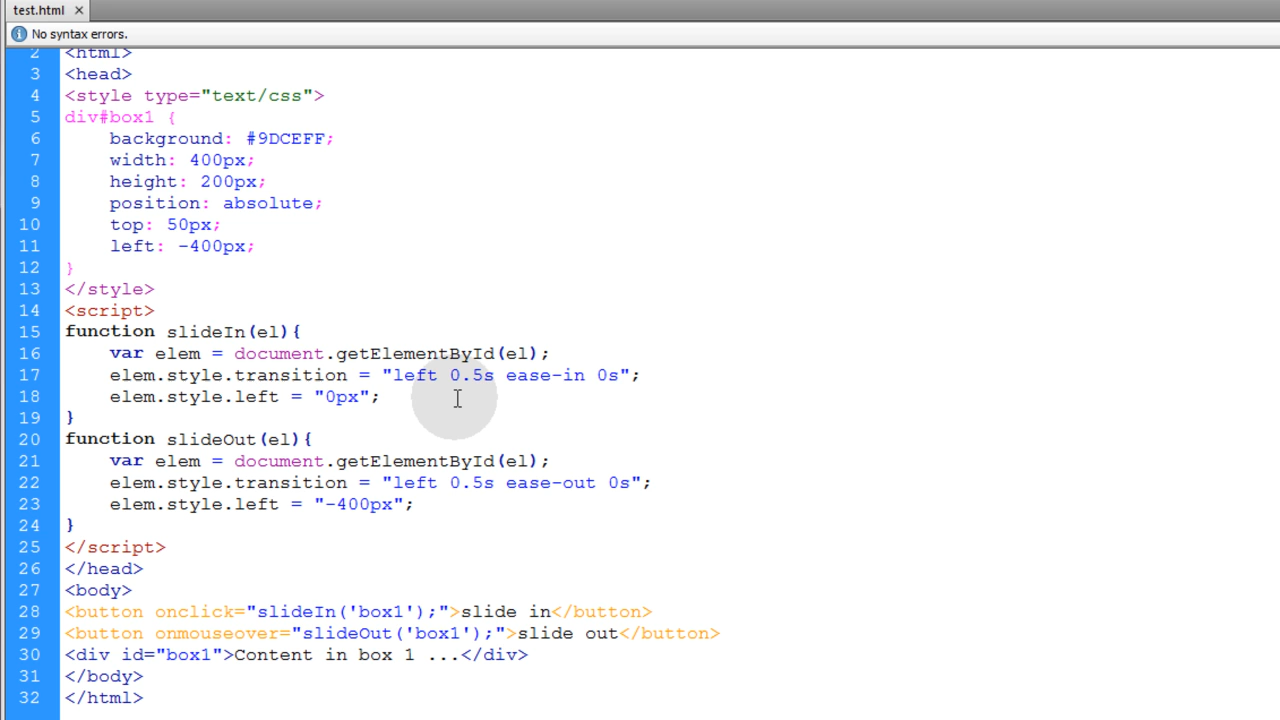 test.html ×
No syntax errors.
2 <html>
3 <head>
4 <style type="text/css">
5 div#box1 {
6     background: #9DCEFF;
7     width: 400px;
8     height: 200px;
9     position: absolute;
10     top: 50px;
11     left: -400px;
12 }
13 </style>
14 <script>
15 function slideIn(el){
16     var elem = document.getElementById(el);
17     elem.style.transition = "left 0.5s ease-in 0s";
18     elem.style.left = "0px";
19 }
20 function slideOut(el){
21     var elem = document.getElementById(el);
22     elem.style.transition = "left 0.5s ease-out 0s";
23     elem.style.left = "-400px";
24 }
25 </script>
26 </head>
27 <body>
28 <button onclick="slideIn('box1');">slide in</button>
29 <button onmouseover="slideOut('box1');">slide out</button>
30 <div id="box1">Content in box 1 ...</div>
31 </body>
32 </html>